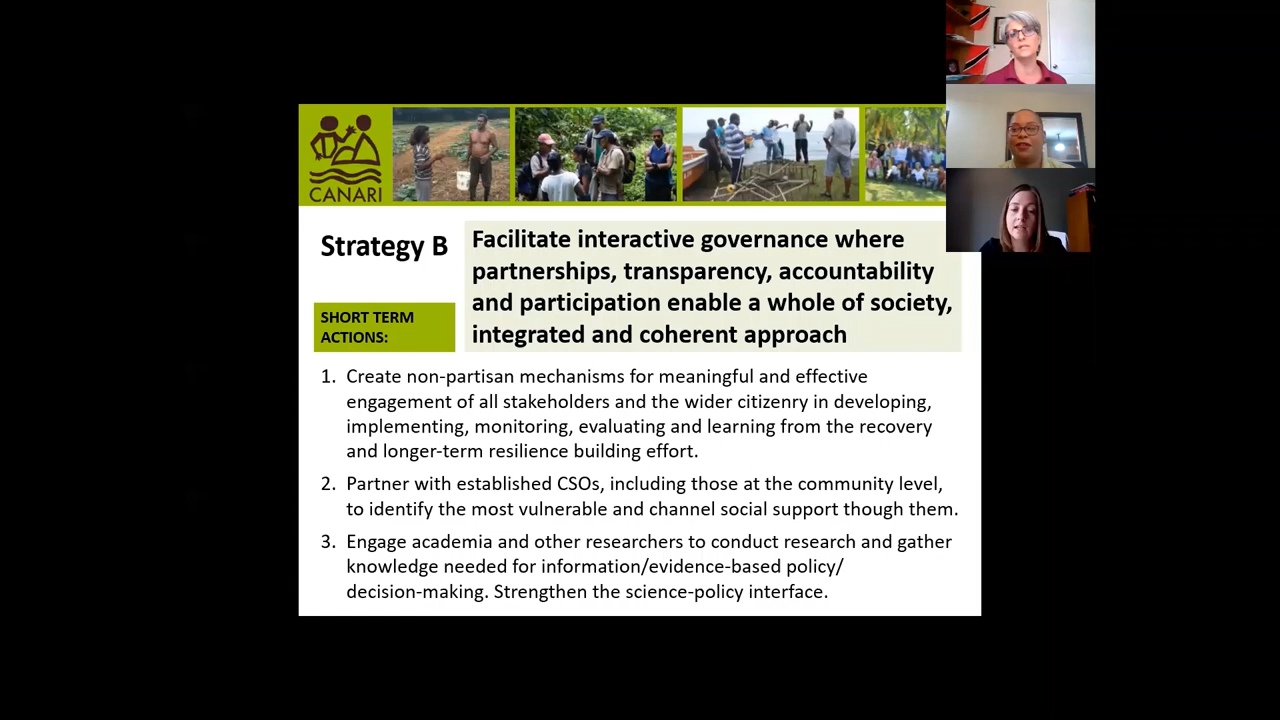 CANARI
Strategy B
Facilitate interactive governance where
partnerships, transparency, accountability
and participation enable a whole of society,
integrated and coherent approach
SHORT TERM
ACTIONS:
1. Create non-partisan mechanisms for meaningful and effective
engagement of all stakeholders and the wider citizenry in developing,
implementing, monitoring, evaluating and learning from the recovery
and longer-term resilience building effort.
2. Partner with established CSOs, including those at the community level,
to identify the most vulnerable and channel social support though them.
3. Engage academia and other researchers to conduct research and gather
knowledge needed for information/evidence-based policy/
decision-making. Strengthen the science-policy interface.